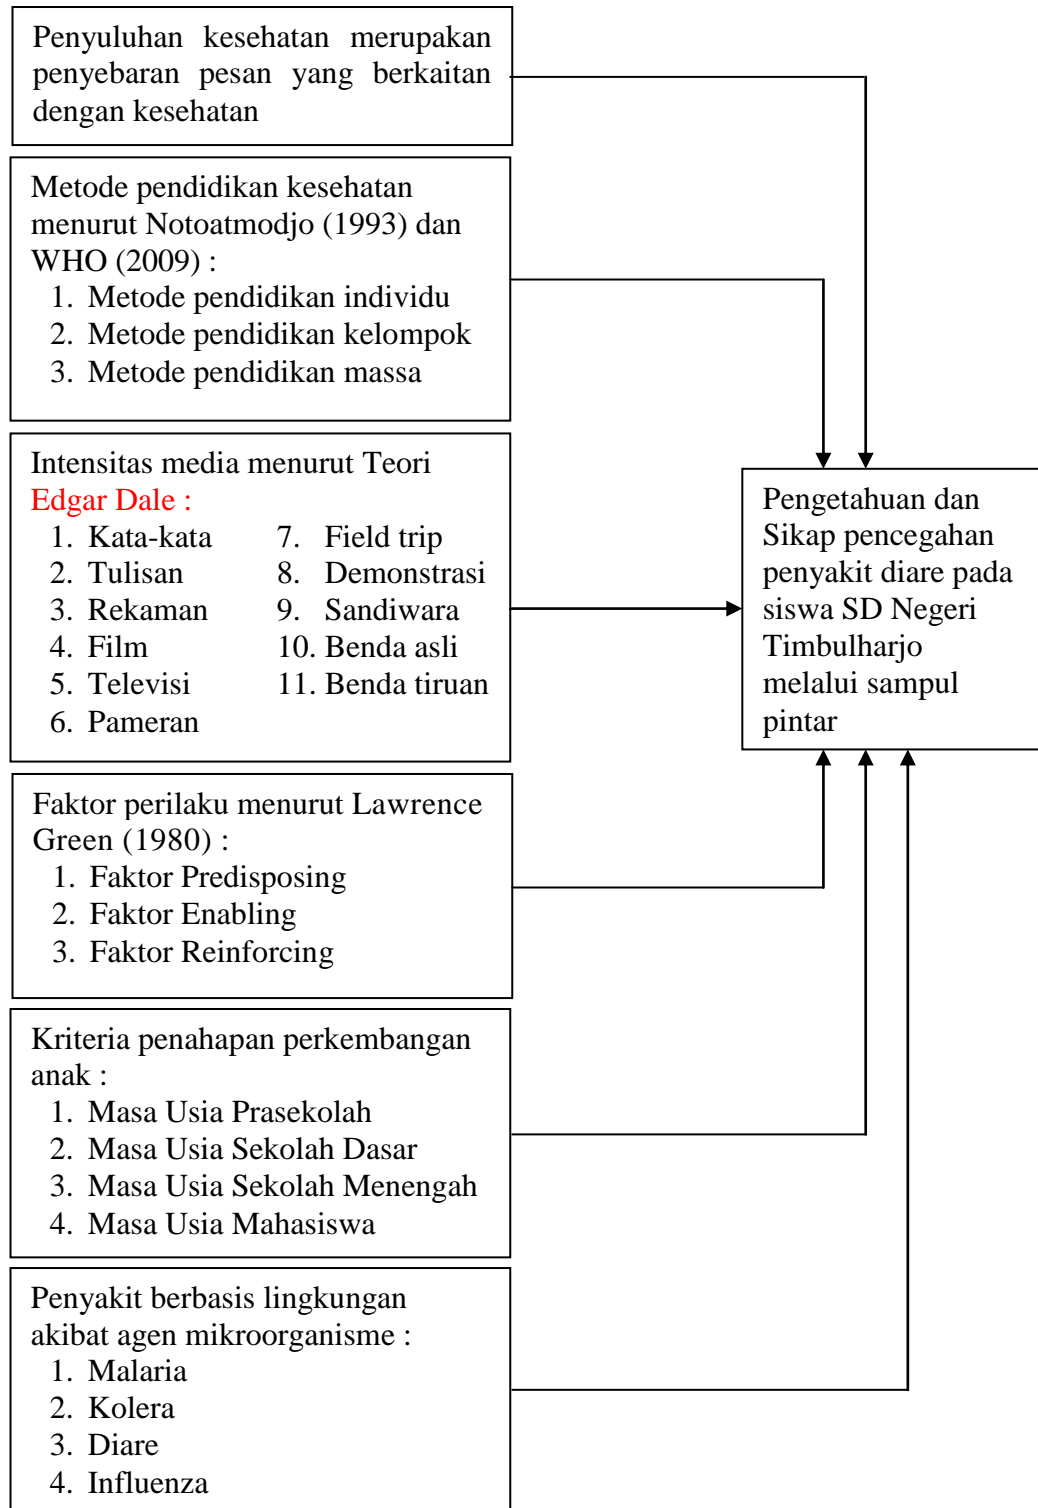 Penyuluhan kesehatan merupakan
penyebaran pesan yang berkaitan
dengan kesehatan
Metode pendidikan kesehatan
menurut Notoatmodjo (1993) dan
WHO (2009) :
1. Metode pendidikan individu
2. Metode pendidikan kelompok
3. Metode pendidikan massa
Intensitas media menurut Teori
Edgar Dale :
1. Kata-kata
2. Tulisan
3. Rekaman
4. Film
5. Televisi
6. Pameran
7. Field trip
8. Demonstrasi
9. Sandiwara
10. Benda asli
11. Benda tiruan
Faktor perilaku menurut Lawrence
Green (1980) :
1. Faktor Predisposing
2. Faktor Enabling
3. Faktor Reinforcing
Kriteria penahapan perkembangan
anak :
1. Masa Usia Prasekolah
2. Masa Usia Sekolah Dasar
3. Masa Usia Sekolah Menengah
4. Masa Usia Mahasiswa
Penyakit berbasis lingkungan
akibat agen mikroorganisme :
1. Malaria
2. Kolera
3. Diare
4. Influenza
Pengetahuan dan
Sikap pencegahan
penyakit diare pada
siswa SD Negeri
Timbulharjo
melalui sampul
pintar